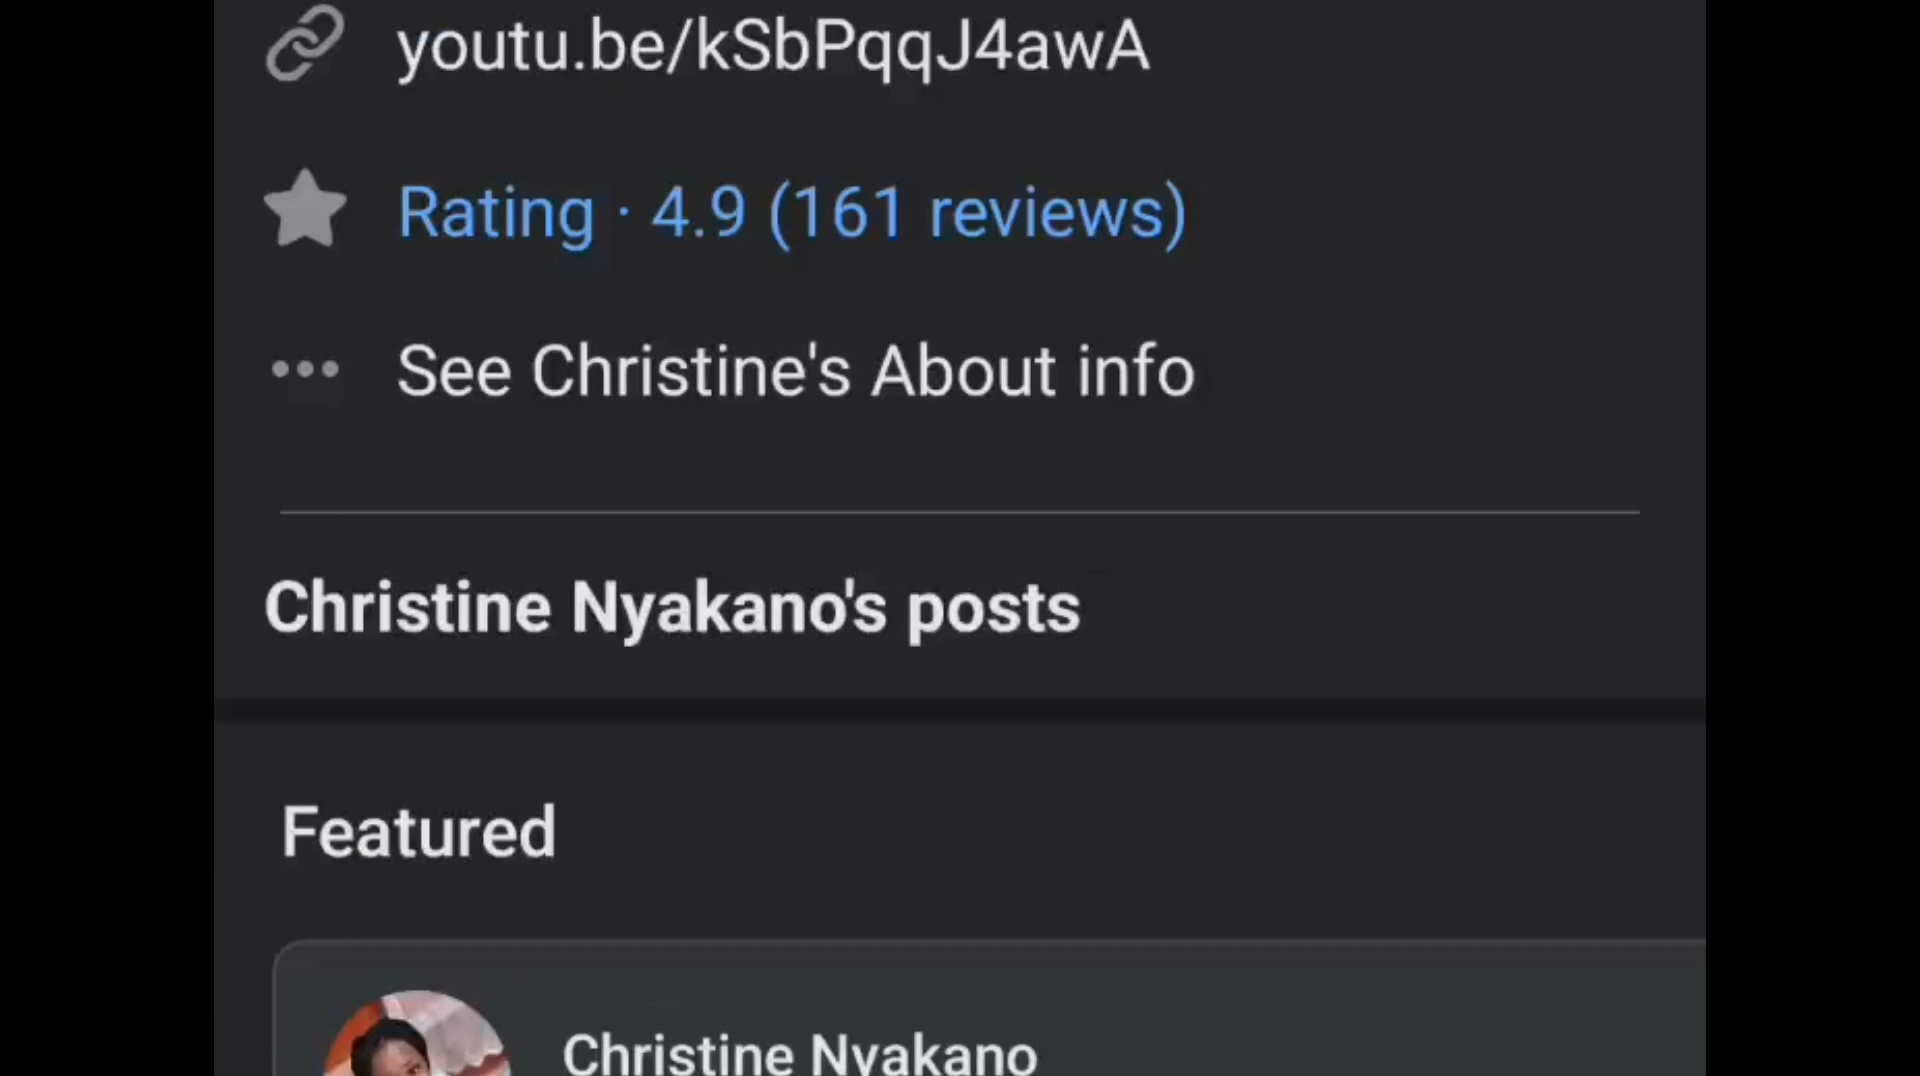 youtu.be/kSbPqqJ4awA
Rating · 4.9 (161 reviews)
See Christine's About info
Christine Nyakano's posts
Featured
Christine Nyakano